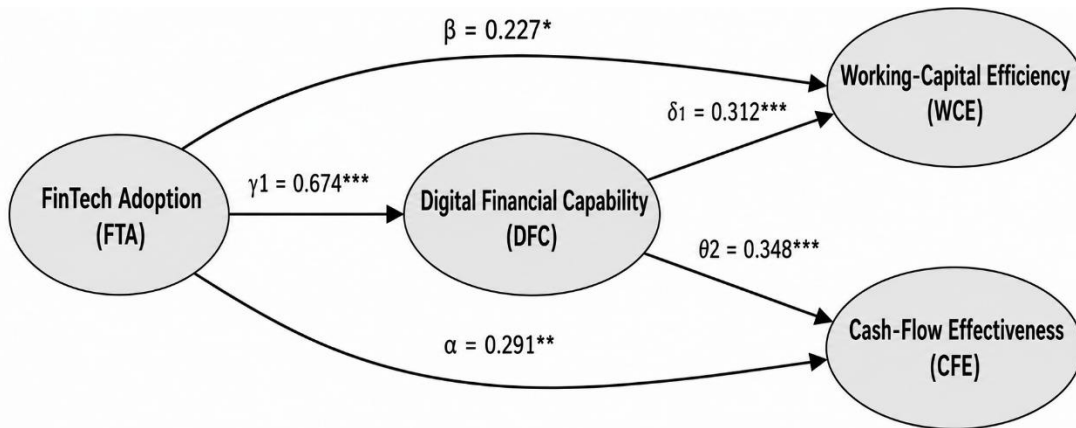 β = 0.227*
Working-Capital Efficiency
(WCE)
δ1 = 0.312***
γ1 = 0.674***
FinTech Adoption
(FTA)
Digital Financial Capability
(DFC)
θ2 = 0.348***
Cash-Flow Effectiveness
(CFE)
α = 0.291**